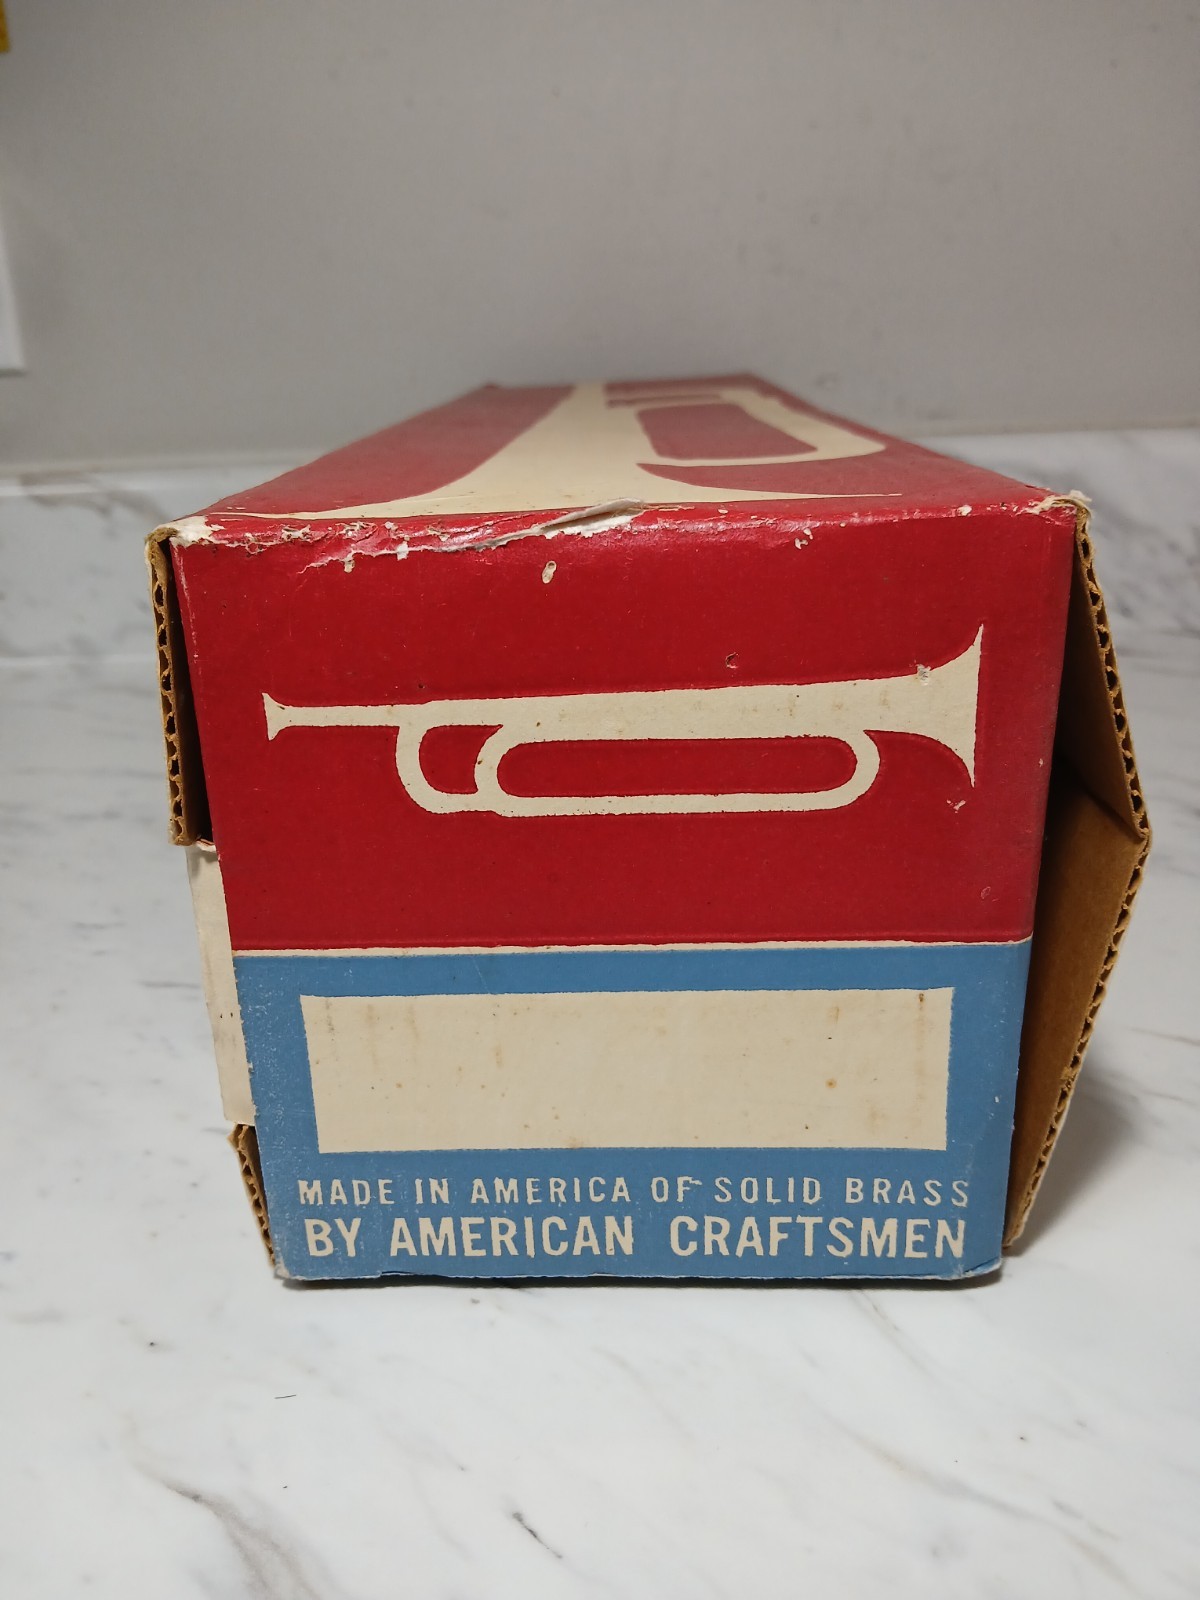 MADE IN AMERICA OF SOLID BRASS
BY AMERICAN CRAFTSMEN